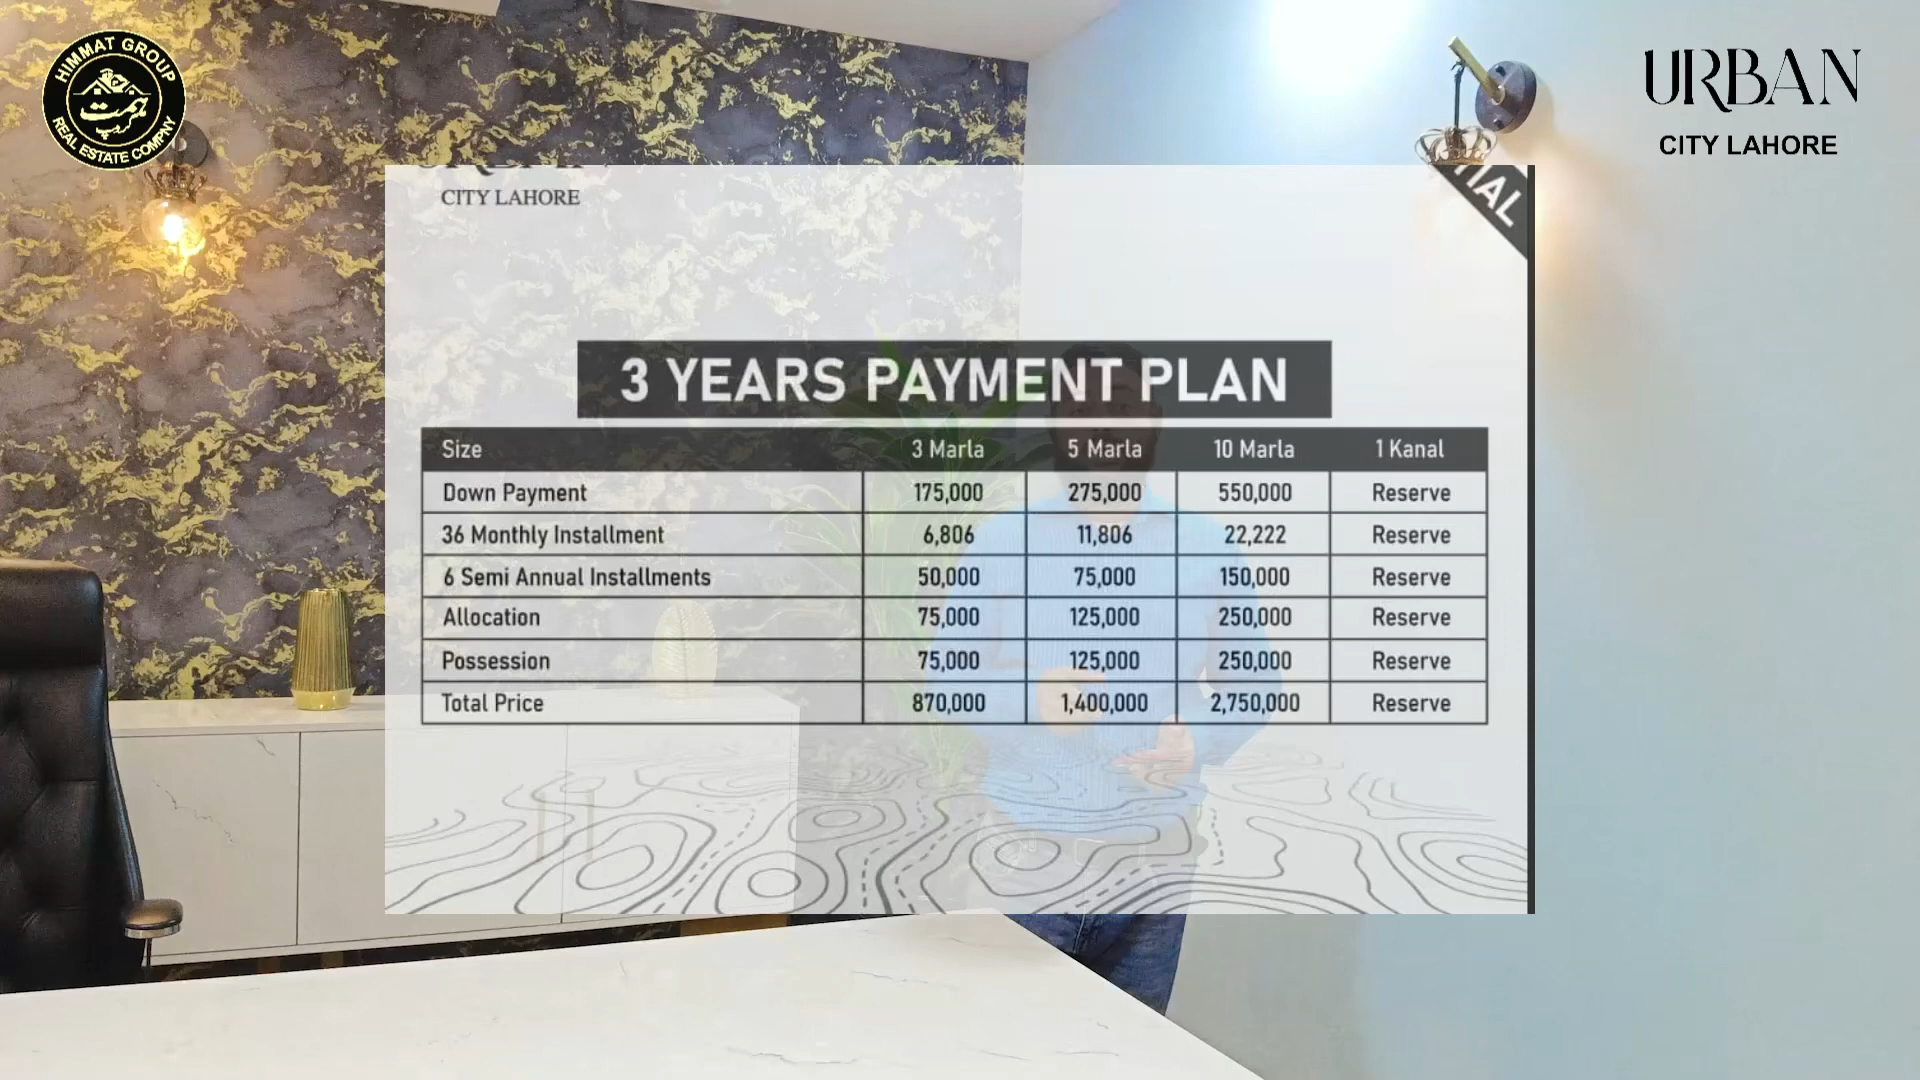 HIMMAT GROUP
ہمت
REAL ESTATE COMPNY
URBAN
CITY LAHORE
CITY LAHORE
3 YEARS PAYMENT PLAN
Size 3 Marla 5 Marla 10 Marla 1 Kanal
Down Payment 175,000 275,000 550,000 Reserve
36 Monthly Installment 6,806 11,806 22,222 Reserve
6 Semi Annual Installments 50,000 75,000 150,000 Reserve
Allocation 75,000 125,000 250,000 Reserve
Possession 75,000 125,000 250,000 Reserve
Total Price 870,000 1,400,000 2,750,000 Reserve